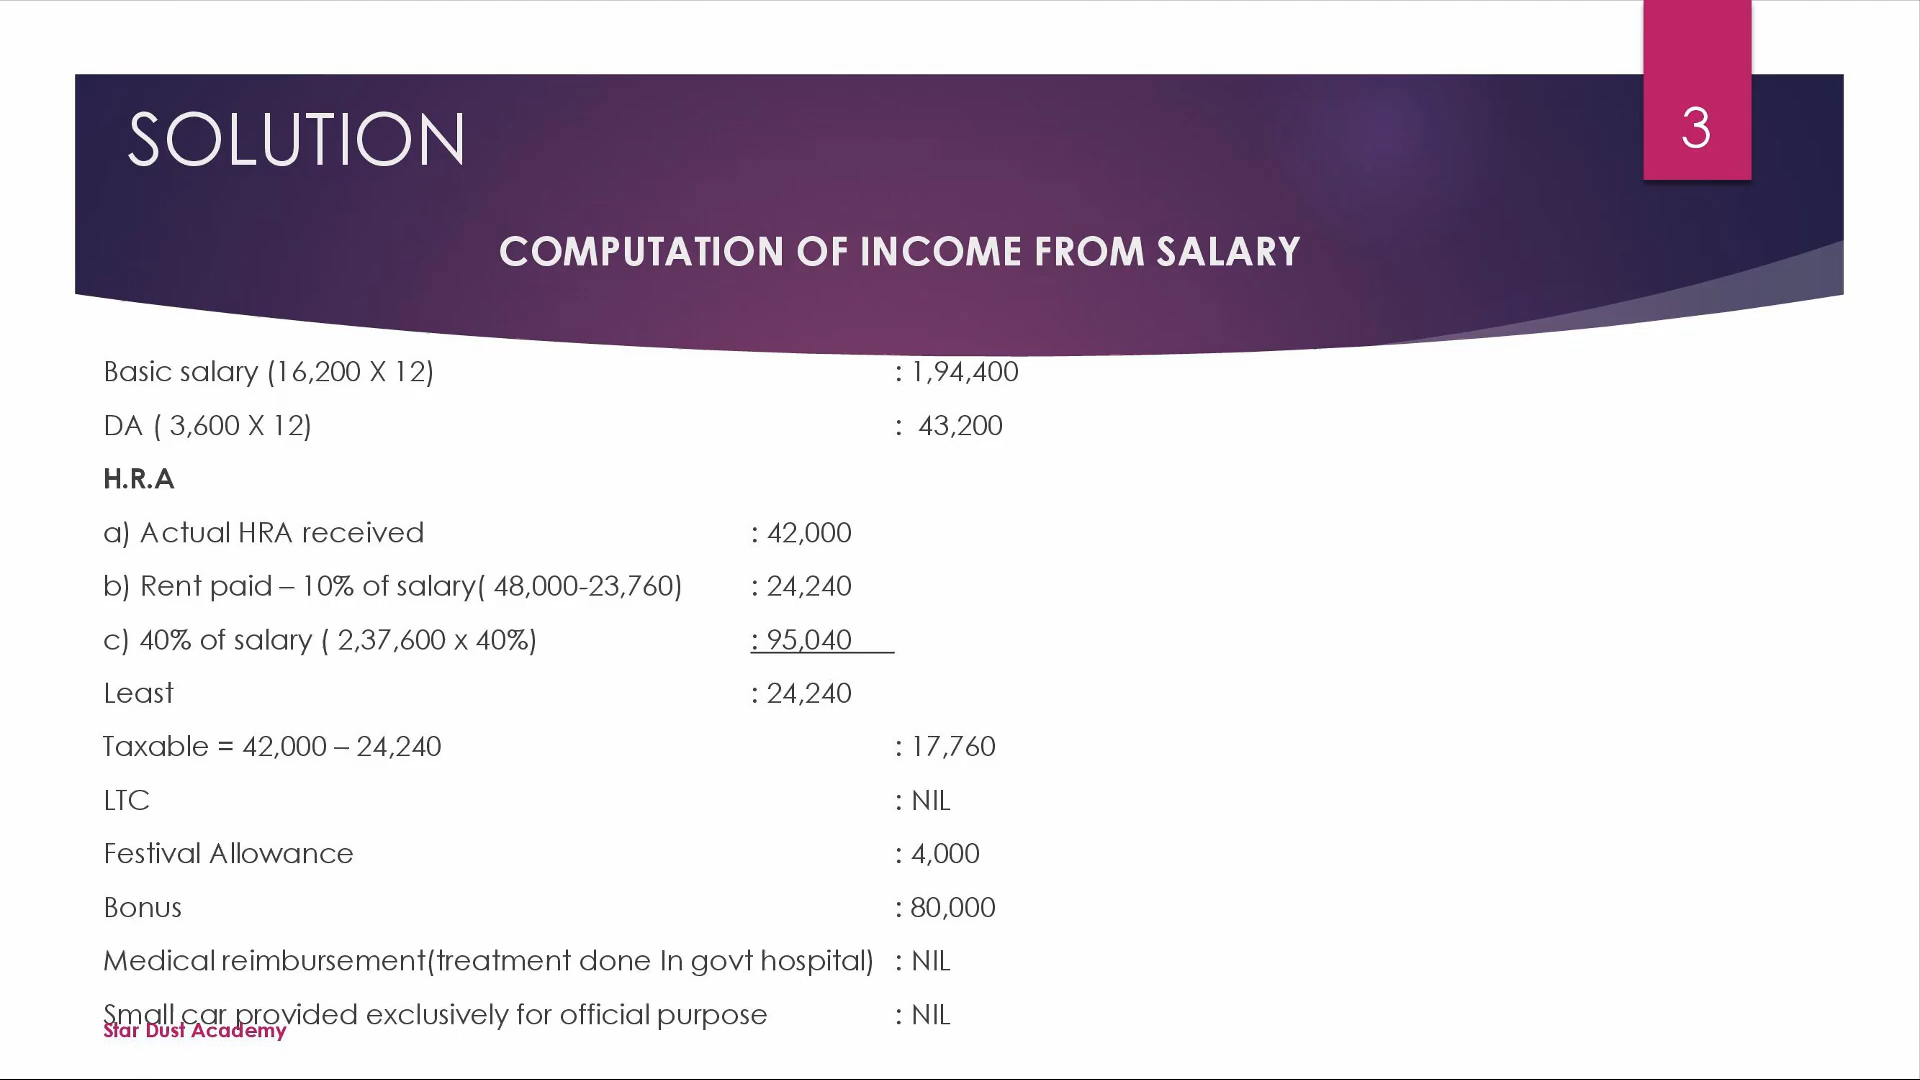 3
SOLUTION
COMPUTATION OF INCOME FROM SALARY
Basic salary (16,200 X 12) : 1,94,400
DA ( 3,600 X 12) : 43,200
H.R.A
a) Actual HRA received : 42,000
b) Rent paid – 10% of salary( 48,000-23,760) : 24,240
c) 40% of salary ( 2,37,600 x 40%) : 95,040
Least : 24,240
Taxable = 42,000 – 24,240 : 17,760
LTC : NIL
Festival Allowance : 4,000
Bonus : 80,000
Medical reimbursement(treatment done In govt hospital) : NIL
Small car provided exclusively for official purpose : NIL
Star Dust Academy